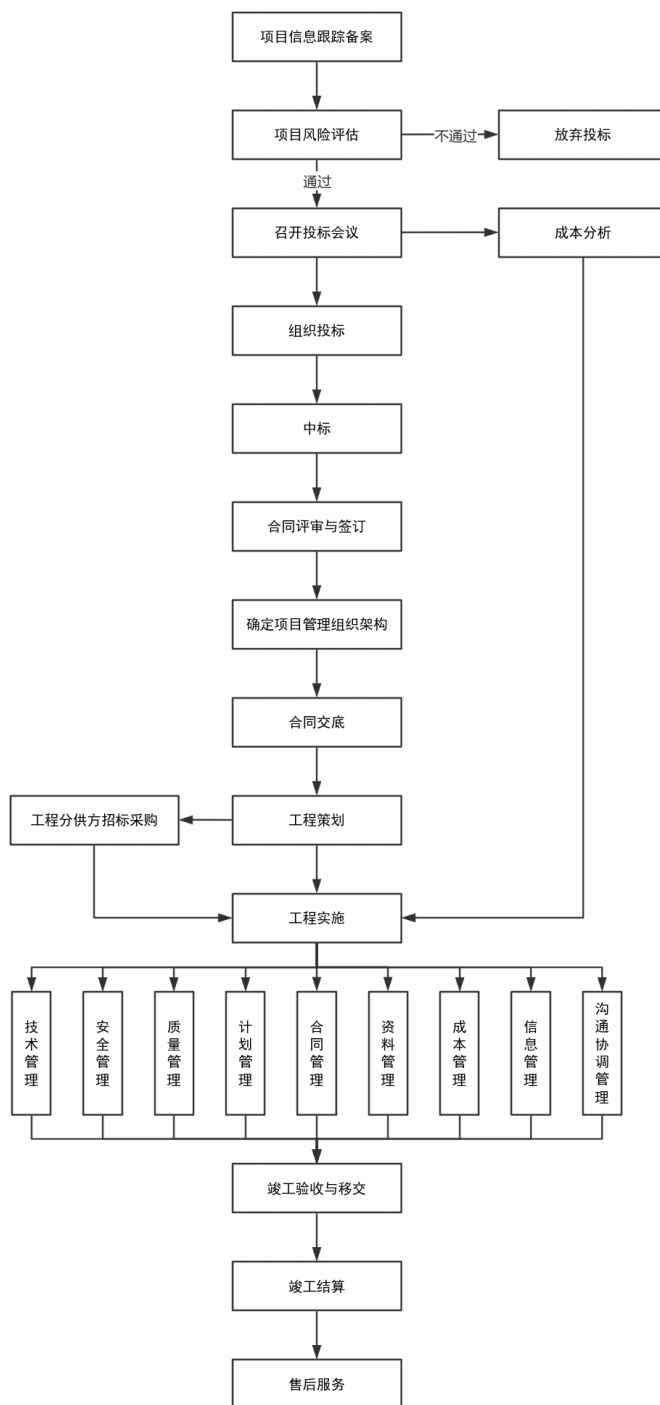 项目信息跟踪备案
项目风险评估
不通过
放弃投标
通过
召开投标会议
成本分析
组织投标
中标
合同评审与签订
确定项目管理组织架构
合同交底
工程分供方招标采购
工程策划
工程实施
技术管理
安全管理
质量管理
计划管理
合同管理
资料管理
成本管理
信息管理
沟通协调管理
竣工验收与移交
竣工结算
售后服务